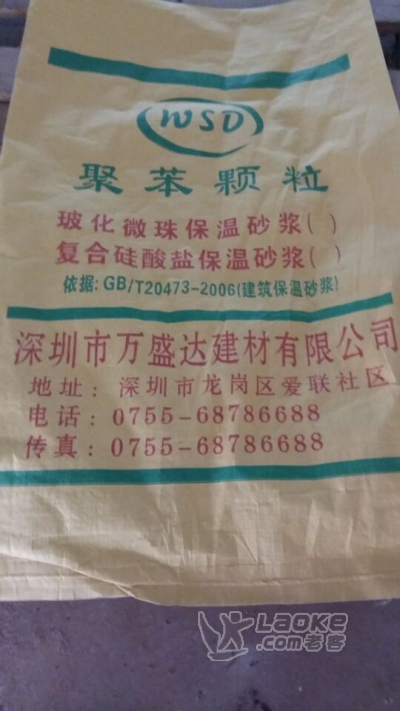 WSD
聚苯颗粒
玻化微珠保温砂浆( )
复合硅酸盐保温砂浆( )
依据: GB/T20473-2006(建筑保温砂浆)
深圳市万盛达建材有限公司
地址: 深圳市龙岗区爱联社区
电话: 0755-68786688
传真: 0755-68786688
LAOKE
.com老客